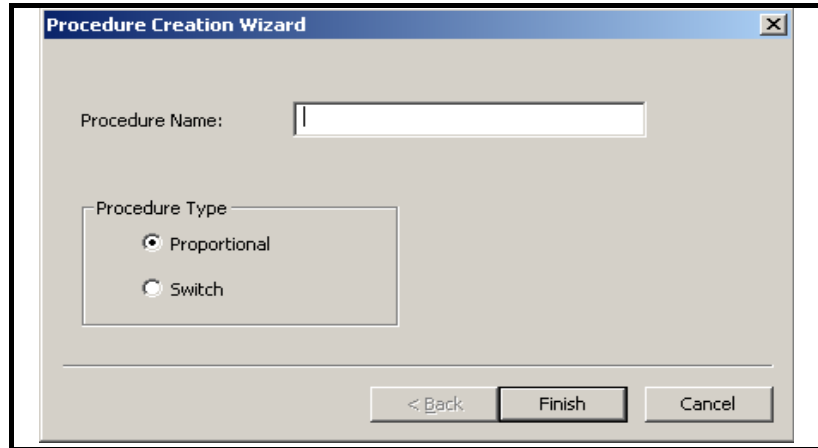 Procedure Creation Wizard
Procedure Name:
Procedure Type
Proportional
Switch
< Back Finish Cancel